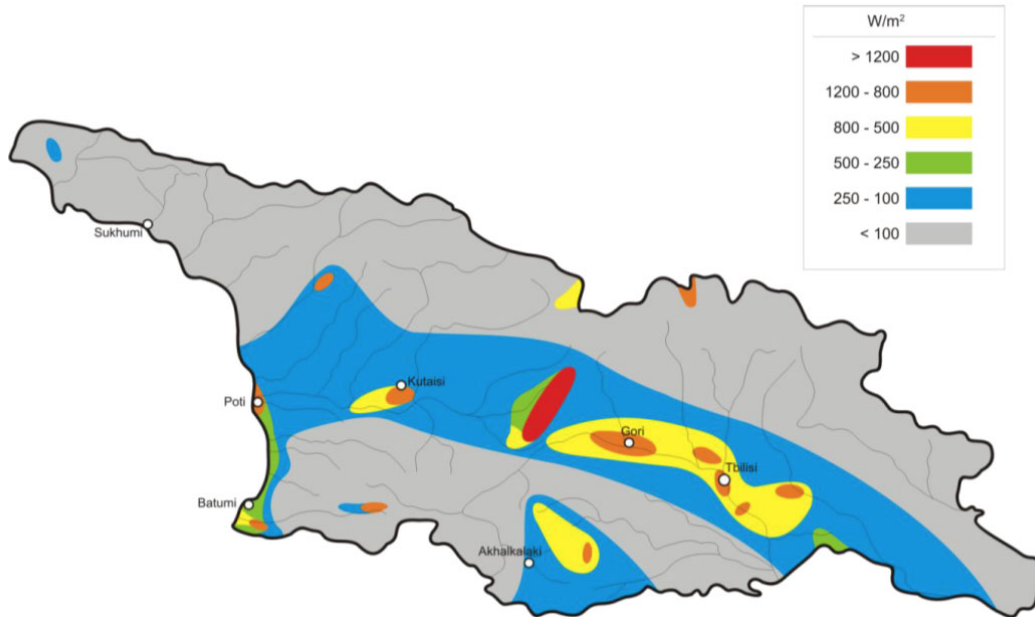 W/m²
> 1200
1200 - 800
800 - 500
500 - 250
250 - 100
< 100
Sukhumi
Kutaisi
Poti
Gori
Tbilisi
Batumi
Akhalkalaki